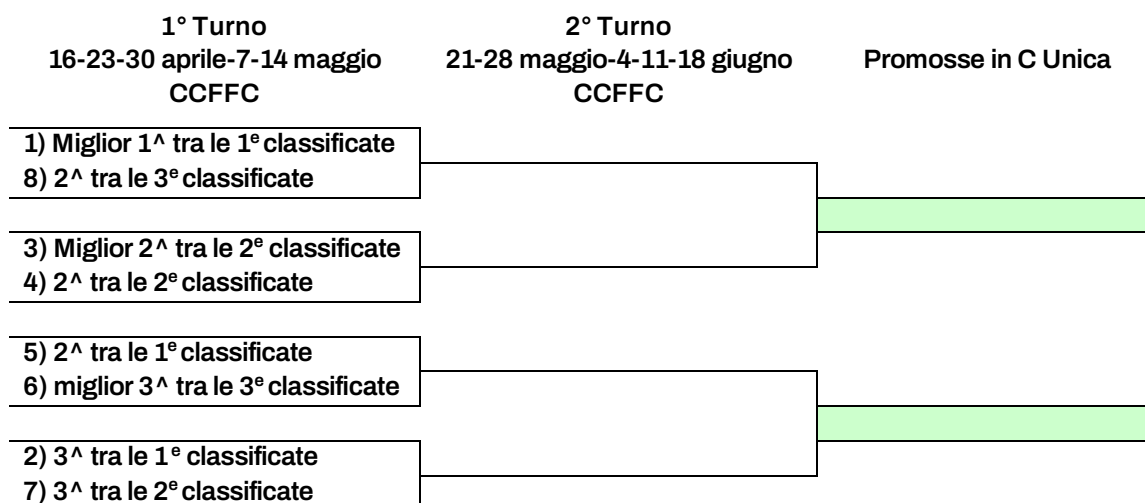 1° Turno
16-23-30 aprile-7-14 maggio
CCFFC
2° Turno
21-28 maggio-4-11-18 giugno
CCFFC
Promosse in C Unica
1) Miglior 1^ tra le 1ᵉ classificate
8) 2^ tra le 3ᵉ classificate
3) Miglior 2^ tra le 2ᵉ classificate
4) 2^ tra le 2ᵉ classificate
5) 2^ tra le 1ᵉ classificate
6) miglior 3^ tra le 3ᵉ classificate
2) 3^ tra le 1ᵉ classificate
7) 3^ tra le 2ᵉ classificate